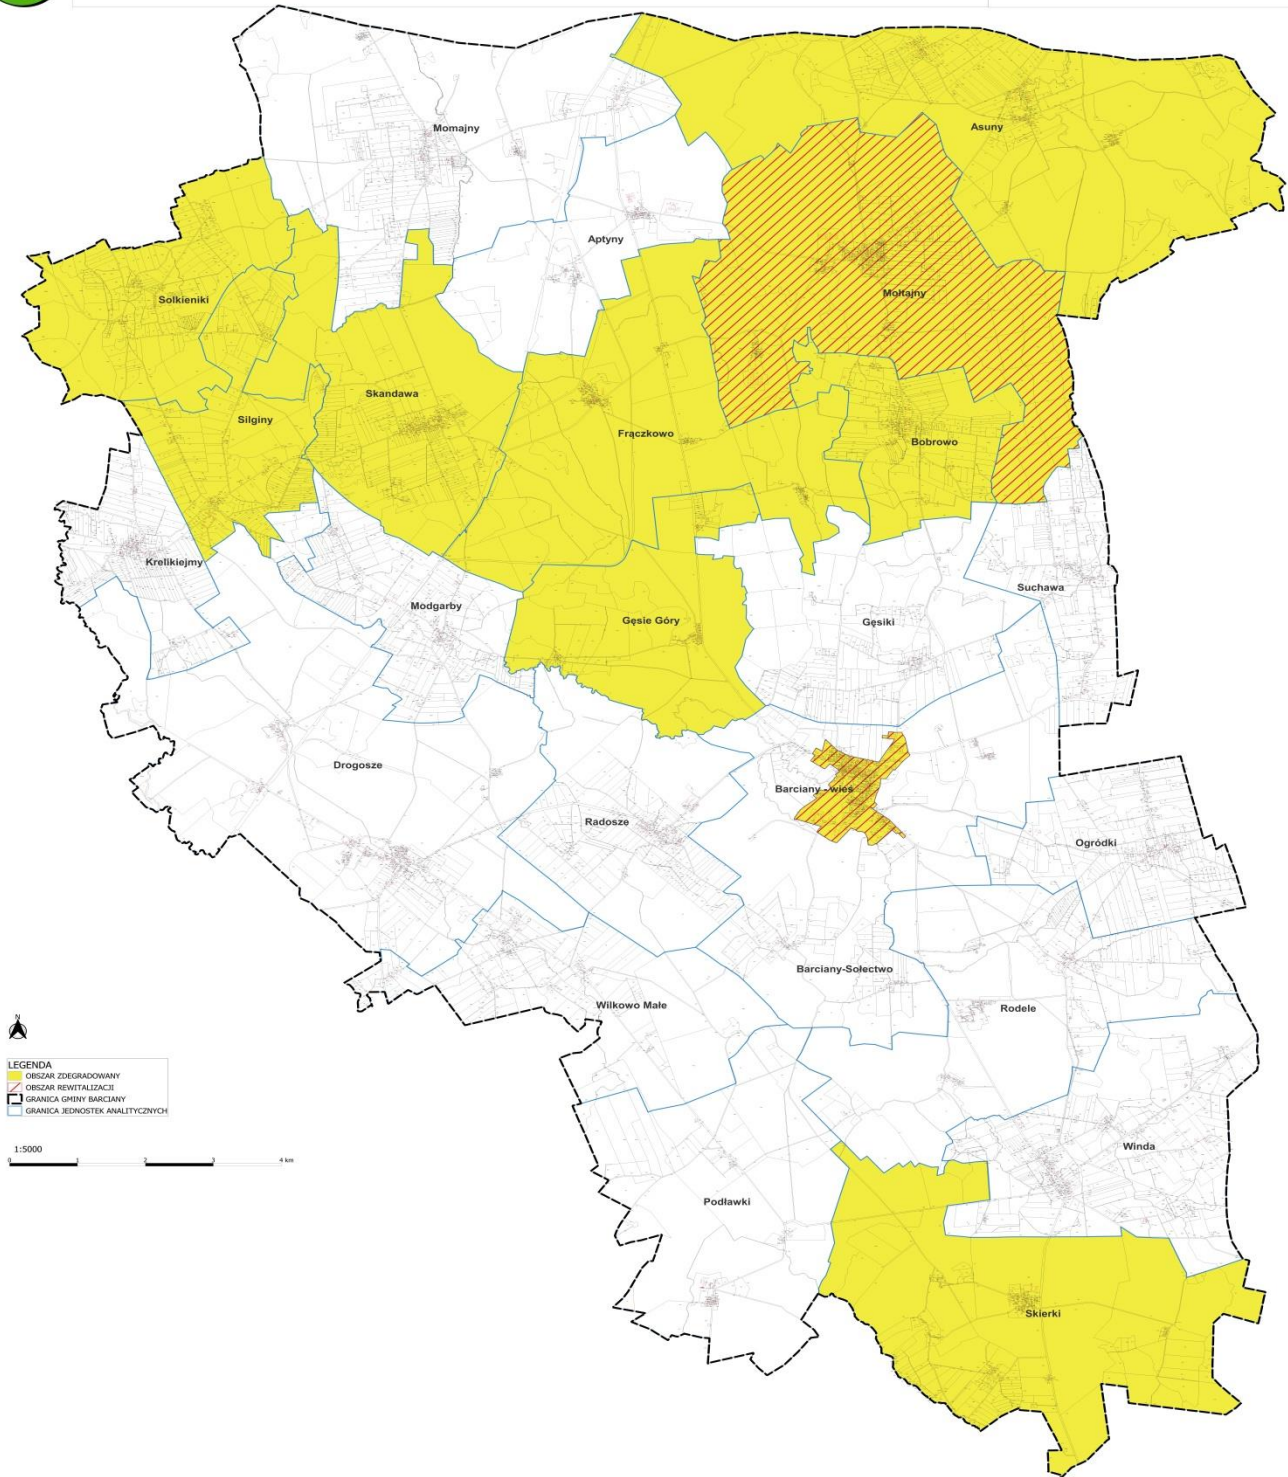 Momajny
Asuny
Aptyny
Solkieniki
Mołtajny
Skandawa
Silginy
Frączkowo
Bobrowo
Krelikiejmy
Suchawa
Modgarby
Gęsie Góry
Gęsiki
Drogosze
Barciany - wieś
Radosze
Ogródki
Barciany-Sołectwo
Wilkowo Małe
Rodele
N
LEGENDA
OBSZAR ZDEGRADOWANY
OBSZAR REWITALIZACJI
GRANICA GMINY BARCIANY
GRANICA JEDNOSTEK ANALITYCZNYCH
Winda
1:5000
0 1 2 3 4 km
Podławki
Skierki